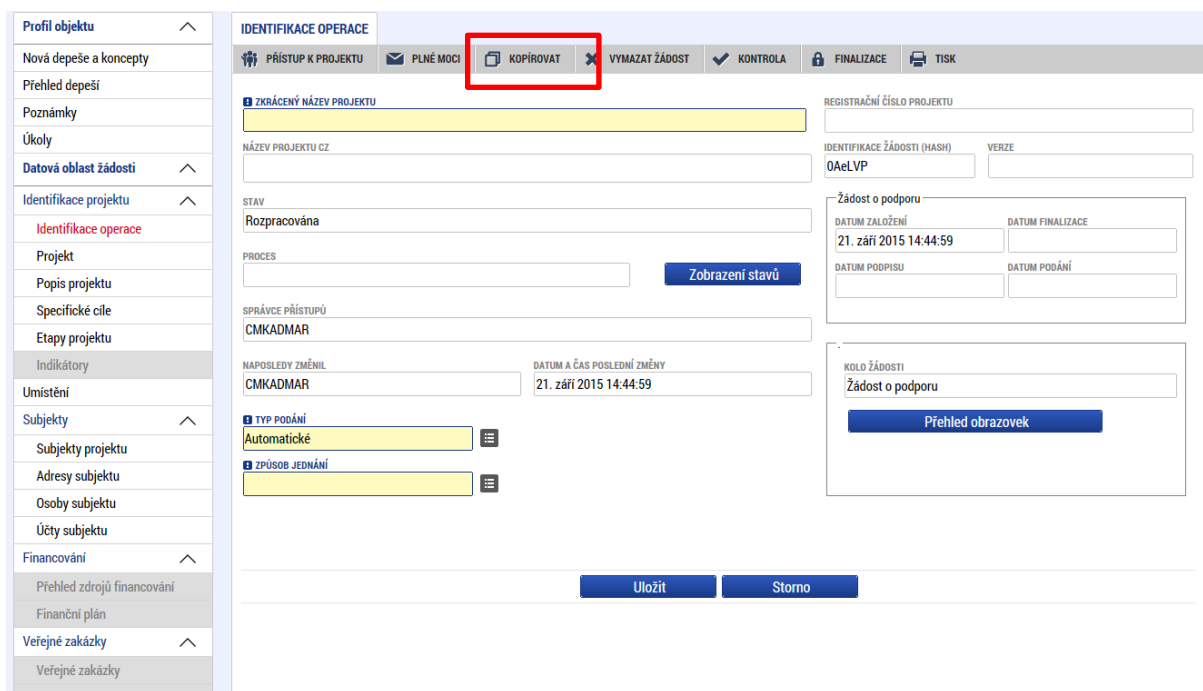 Profil objektu
Nová depeše a koncepty
Přehled depeší
Poznámky
Úkoly
Datová oblast žádosti
Identifikace projektu
Identifikace operace
Projekt
Popis projektu
Specifické cíle
Etapy projektu
Indikátory
Umístění
Subjekty
Subjekty projektu
Adresy subjektu
Osoby subjektu
Účty subjektu
Financování
Přehled zdrojů financování
Finanční plán
Veřejné zakázky
Veřejné zakázky
IDENTIFIKACE OPERACE
PŘÍSTUP K PROJEKTU PLNÉ MOCI KOPÍROVAT VYMAZAT ŽÁDOST KONTROLA FINALIZACE TISK
ZKRÁCENÝ NÁZEV PROJEKTU
NÁZEV PROJEKTU CZ
STAV
Rozpracována
PROCES
Zobrazení stavů
SPRÁVCE PŘÍSTUPŮ
CMKADMAR
NAPOSLEDY ZMĚNIL DATUM A ČAS POSLEDNÍ ZMĚNY
CMKADMAR 21. září 2015 14:44:59
TYP PODÁNÍ
Automatické
ZPŮSOB JEDNÁNÍ
REGISTRAČNÍ ČÍSLO PROJEKTU
IDENTIFIKACE ŽÁDOSTI (HASH) VERZE
0AeLVP
Žádost o podporu
DATUM ZALOŽENÍ DATUM FINALIZACE
21. září 2015 14:44:59
DATUM PODPISU DATUM PODÁNÍ
KOLO ŽÁDOSTI
Žádost o podporu
Přehled obrazovek
Uložit Storno